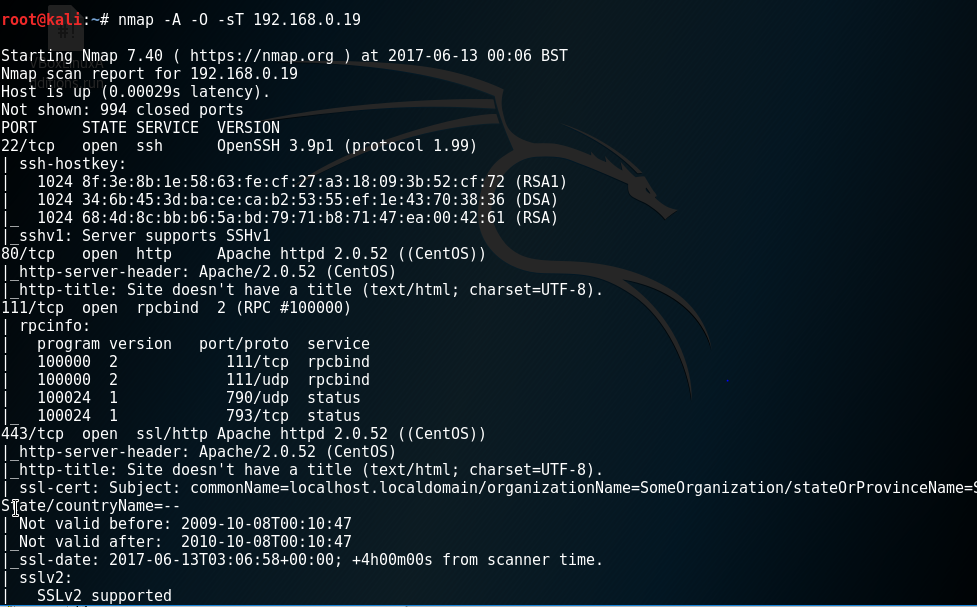 root@kali:~# nmap -A -O -sT 192.168.0.19
Starting Nmap 7.40 ( https://nmap.org ) at 2017-06-13 00:06 BST
Nmap scan report for 192.168.0.19
Host is up (0.00029s latency).
Not shown: 994 closed ports
PORT    STATE SERVICE  VERSION
22/tcp  open  ssh      OpenSSH 3.9p1 (protocol 1.99)
| ssh-hostkey:
|   1024 8f:3e:8b:1e:58:63:fe:cf:27:a3:18:09:3b:52:cf:72 (RSA1)
|   1024 34:6b:45:3d:ba:ce:ca:b2:53:55:ef:1e:43:70:38:36 (DSA)
|_  1024 68:4d:8c:bb:b6:5a:bd:79:71:b8:71:47:ea:00:42:61 (RSA)
|_sshv1: Server supports SSHv1
80/tcp  open  http     Apache httpd 2.0.52 ((CentOS))
|_http-server-header: Apache/2.0.52 (CentOS)
|_http-title: Site doesn't have a title (text/html; charset=UTF-8).
111/tcp open  rpcbind  2 (RPC #100000)
| rpcinfo:
|   program version   port/proto  service
|   100000  2            111/tcp  rpcbind
|   100000  2            111/udp  rpcbind
|   100024  1            790/udp  status
|_  100024  1            793/tcp  status
443/tcp open  ssl/http Apache httpd 2.0.52 ((CentOS))
|_http-server-header: Apache/2.0.52 (CentOS)
|_http-title: Site doesn't have a title (text/html; charset=UTF-8).
| ssl-cert: Subject: commonName=localhost.localdomain/organizationName=SomeOrganization/stateOrProvinceName=S
State/countryName=--
| Not valid before: 2009-10-08T00:10:47
|_Not valid after:  2010-10-08T00:10:47
|_ssl-date: 2017-06-13T03:06:58+00:00; +4h00m00s from scanner time.
| sslv2:
|   SSLv2 supported